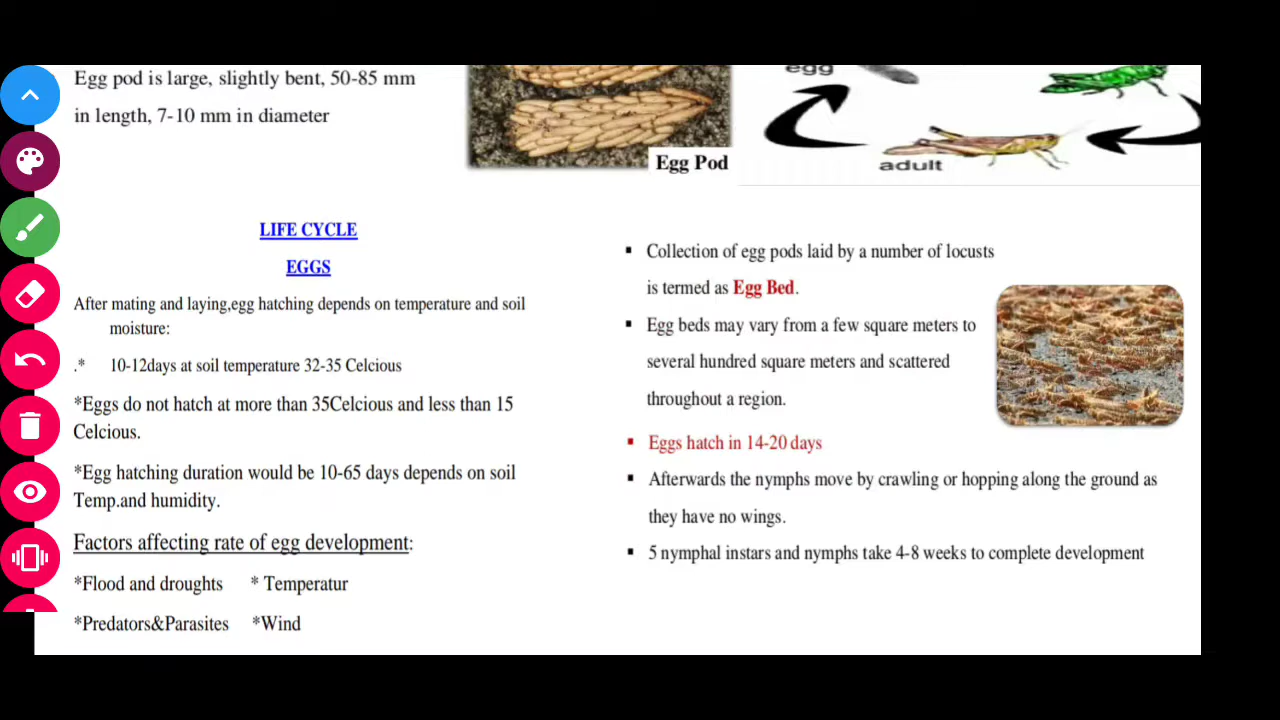 Egg pod is large, slightly bent, 50-85 mm
in length, 7-10 mm in diameter
Egg Pod
egg
adult
LIFE CYCLE
EGGS
After mating and laying,egg hatching depends on temperature and soil
moisture:
.* 10-12days at soil temperature 32-35 Celcious
*Eggs do not hatch at more than 35Celcious and less than 15
Celcious.
*Egg hatching duration would be 10-65 days depends on soil
Temp.and humidity.
Factors affecting rate of egg development:
*Flood and droughts * Temperatur
*Predators&Parasites *Wind
▪ Collection of egg pods laid by a number of locusts
is termed as Egg Bed.
▪ Egg beds may vary from a few square meters to
several hundred square meters and scattered
throughout a region.
▪ Eggs hatch in 14-20 days
▪ Afterwards the nymphs move by crawling or hopping along the ground as
they have no wings.
▪ 5 nymphal instars and nymphs take 4-8 weeks to complete development